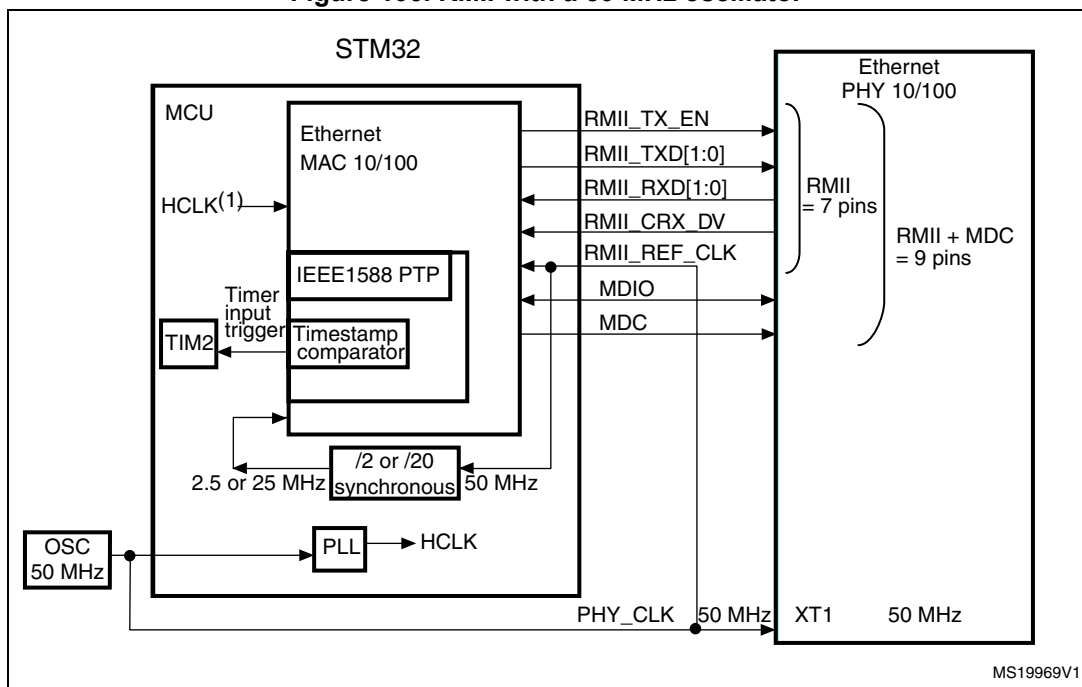 Figure RMII with a 50 MHz oscillator
STM32
Ethernet
PHY 10/100
MCU
Ethernet
MAC 10/100
HCLK(1)
IEEE1588 PTP
Timer
input
trigger
Timestamp
comparator
TIM2
RMII_TX_EN
RMII_TXD[1:0]
RMII_RXD[1:0]
RMII_CRX_DV
RMII_REF_CLK
MDIO
MDC
RMII
= 7 pins
RMII + MDC
= 9 pins
/2 or /20
synchronous
2.5 or 25 MHz
50 MHz
OSC
50 MHz
PLL
HCLK
PHY_CLK 50 MHz
XT1 50 MHz
MS19969V1